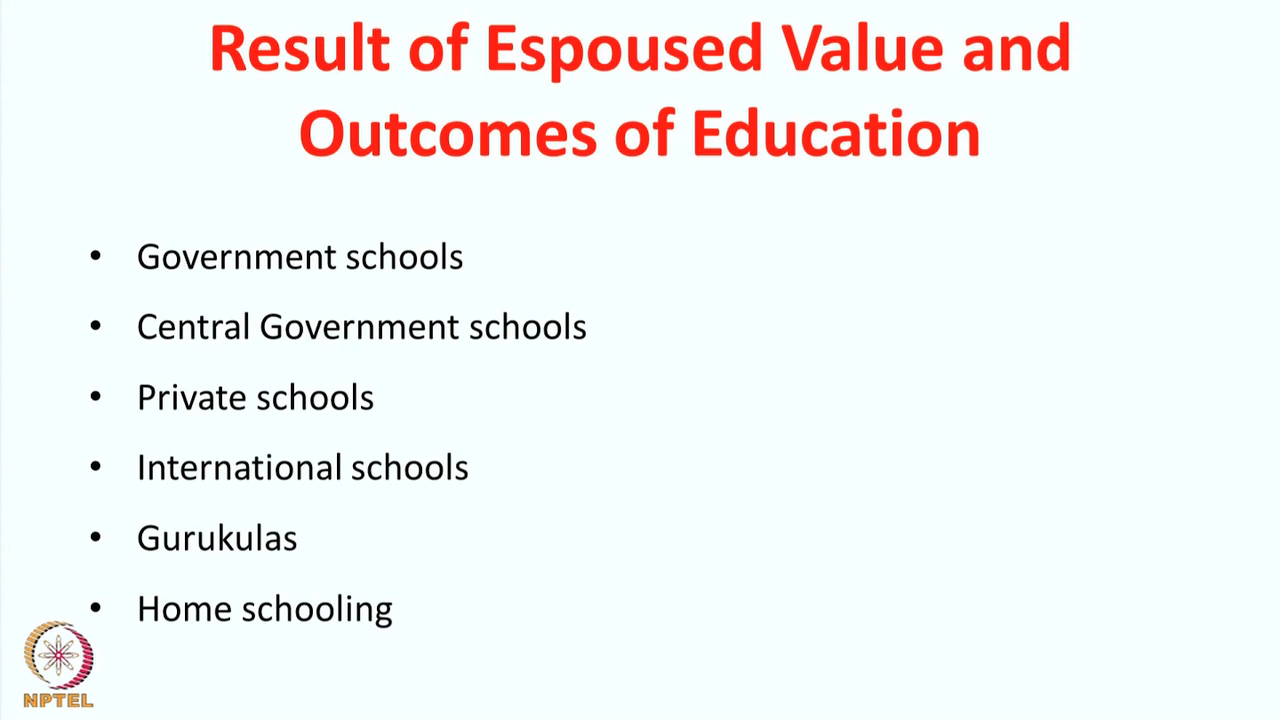 Result of Espoused Value and
Outcomes of Education
• Government schools
• Central Government schools
• Private schools
• International schools
• Gurukulas
• Home schooling
NPTEL